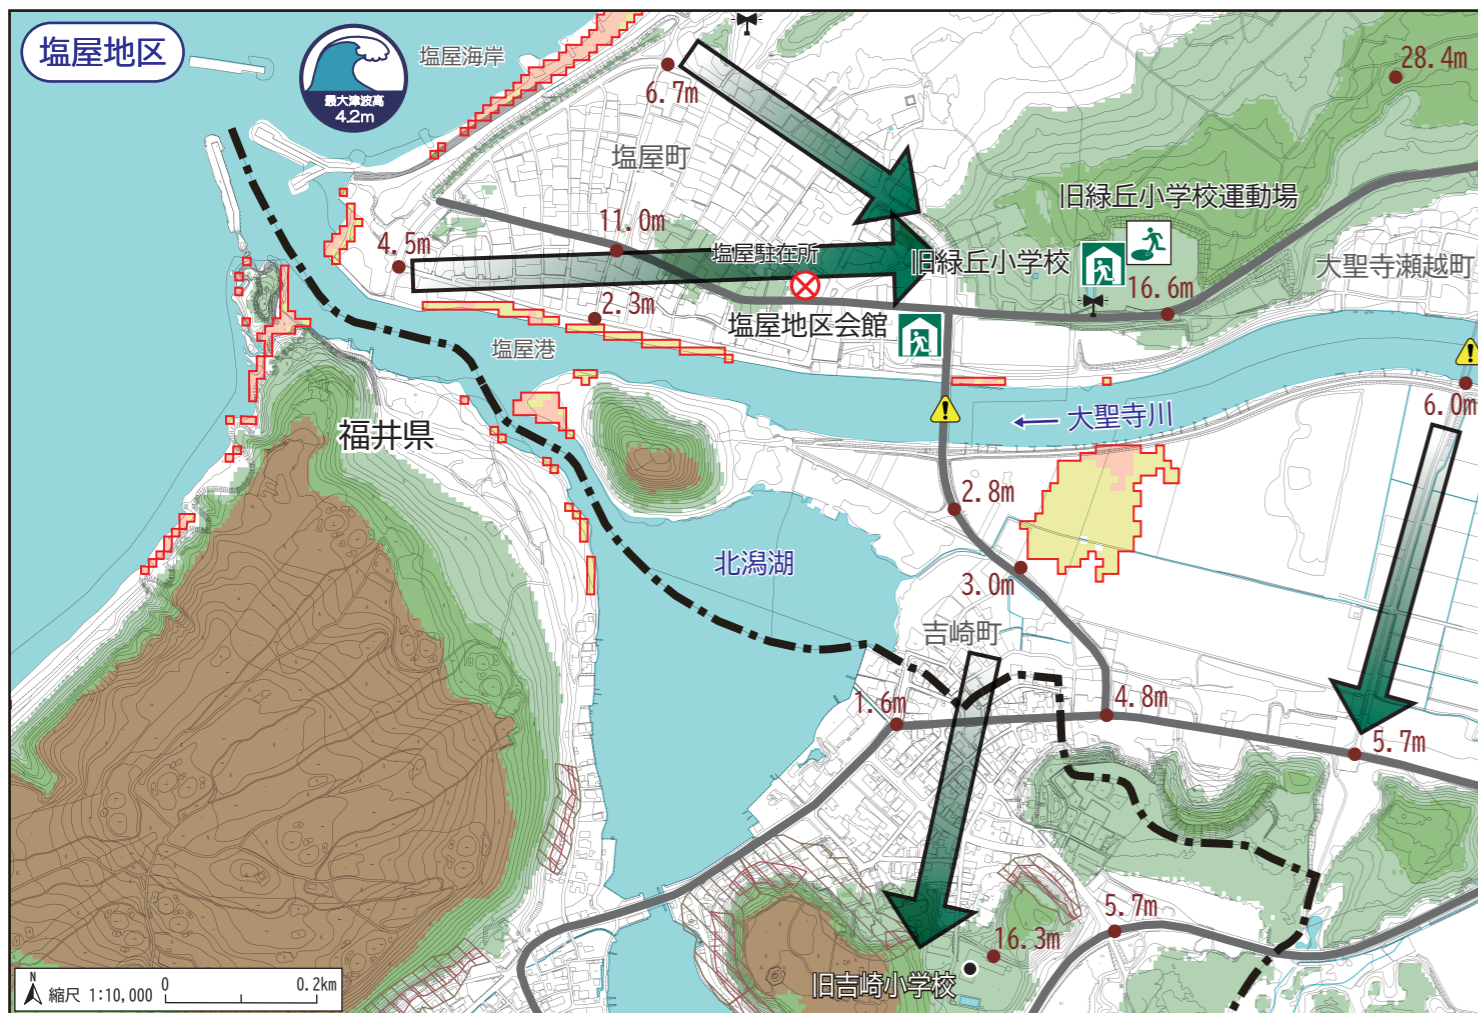 塩屋地区
最大津波高
4.2m
塩屋海岸
6.7m
28.4m
塩屋町
旧緑丘小学校運動場
11.0m
4.5m
塩屋駐在所
旧緑丘小学校
大聖寺瀬越町
16.6m
2.3m
塩屋地区会館
塩屋港
6.0m
福井県
← 大聖寺川
2.8m
北潟湖
3.0m
吉崎町
1.6m
4.8m
5.7m
5.7m
16.3m
旧吉崎小学校
N
縮尺 1:10,000
0
0.2km